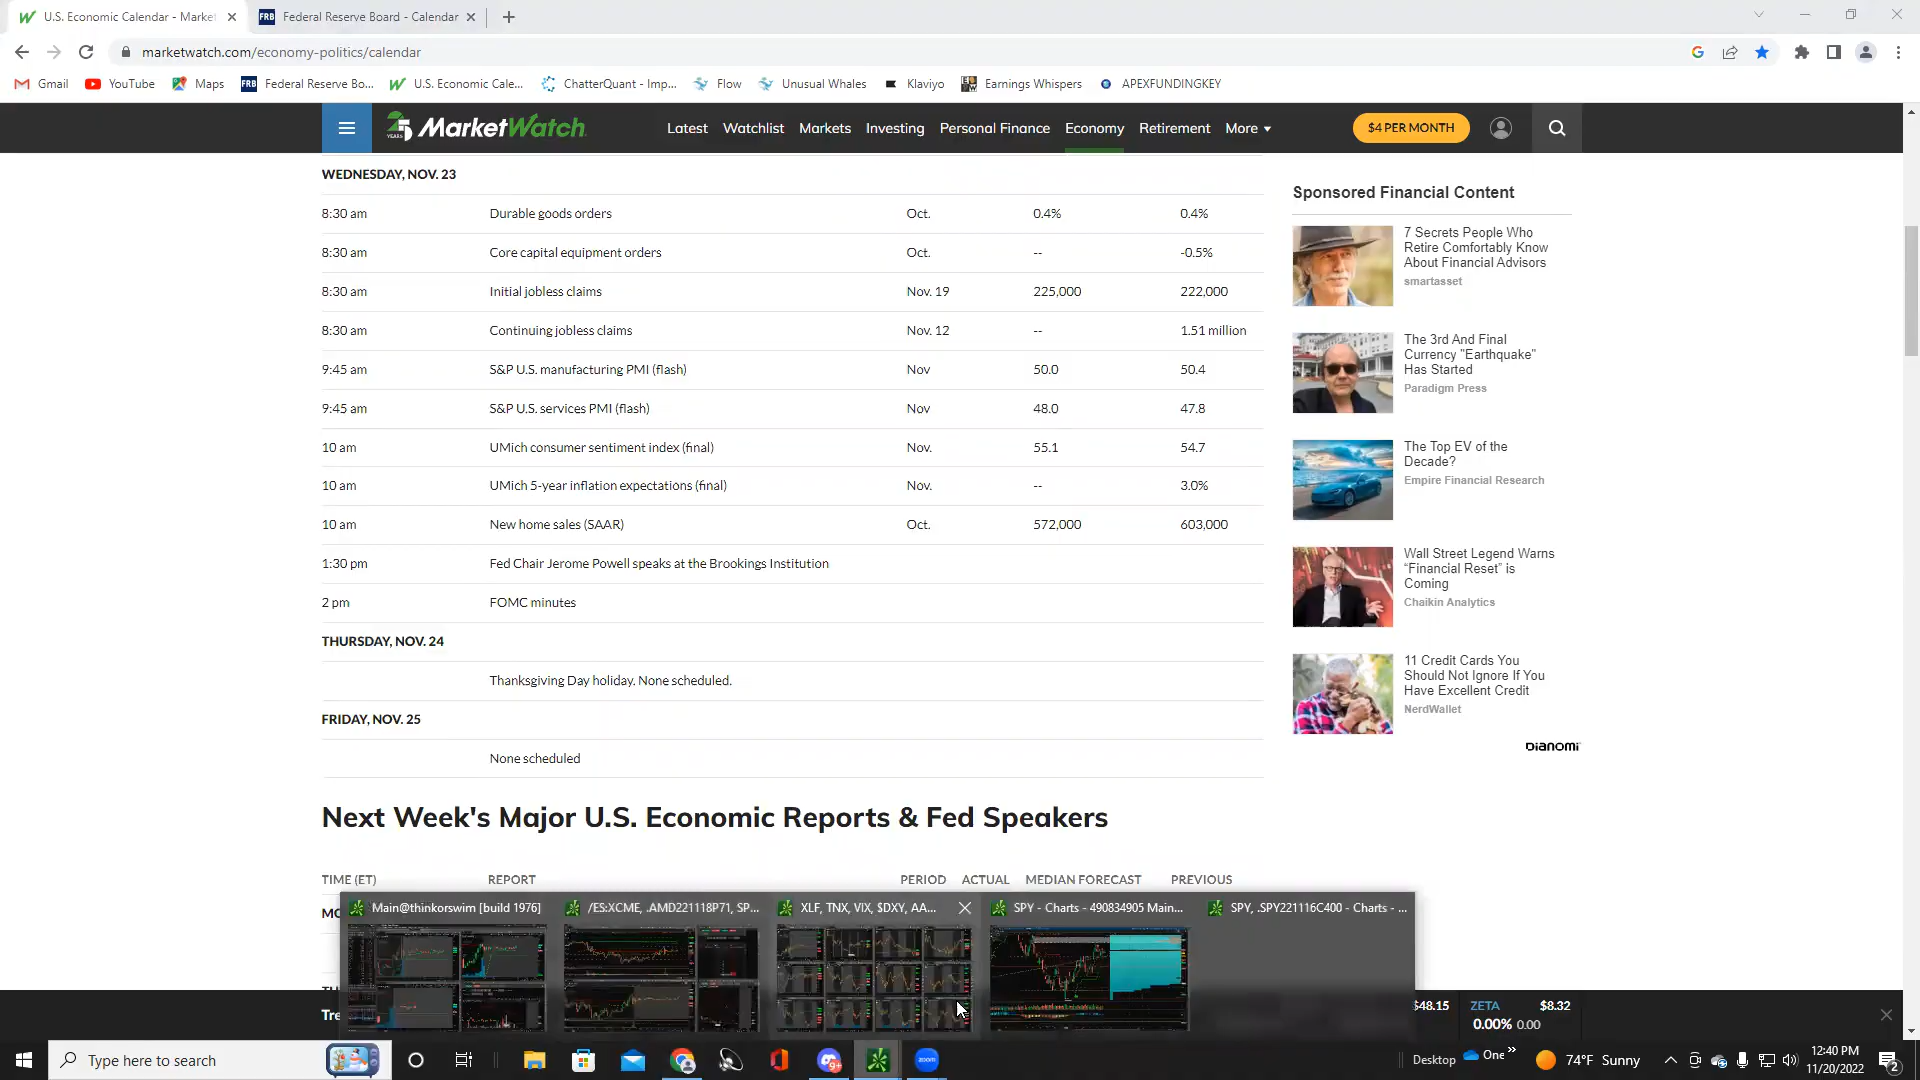 U.S. Economic Calendar - Market
Federal Reserve Board - Calendar
marketwatch.com/economy-politics/calendar
Gmail
YouTube
Maps
FRB
Federal Reserve Bo...
U.S. Economic Cale...
ChatterQuant - Imp...
Flow
Unusual Whales
Klaviyo
Earnings Whispers
APEXFUNDINGKEY
25 YEARS MarketWatch
Latest
Watchlist
Markets
Investing
Personal Finance
Economy
Retirement
More
$4 PER MONTH
WEDNESDAY, NOV. 23
8:30 am Durable goods orders Oct. 0.4% 0.4%
8:30 am Core capital equipment orders Oct. -- -0.5%
8:30 am Initial jobless claims Nov. 19 225,000 222,000
8:30 am Continuing jobless claims Nov. 12 -- 1.51 million
9:45 am S&P U.S. manufacturing PMI (flash) Nov 50.0 50.4
9:45 am S&P U.S. services PMI (flash) Nov 48.0 47.8
10 am UMich consumer sentiment index (final) Nov. 55.1 54.7
10 am UMich 5-year inflation expectations (final) Nov. -- 3.0%
10 am New home sales (SAAR) Oct. 572,000 603,000
1:30 pm Fed Chair Jerome Powell speaks at the Brookings Institution
2 pm FOMC minutes
THURSDAY, NOV. 24
Thanksgiving Day holiday. None scheduled.
FRIDAY, NOV. 25
None scheduled
Next Week's Major U.S. Economic Reports & Fed Speakers
TIME (ET) REPORT PERIOD ACTUAL MEDIAN FORECAST PREVIOUS
Sponsored Financial Content
7 Secrets People Who
Retire Comfortably Know
About Financial Advisors
smartasset
The 3rd And Final
Currency "Earthquake"
Has Started
Paradigm Press
The Top EV of the
Decade?
Empire Financial Research
Wall Street Legend Warns
“Financial Reset” is
Coming
Chaikin Analytics
11 Credit Cards You
Should Not Ignore If You
Have Excellent Credit
NerdWallet
DIANOMI
MO
Main@thinkorswim [build 1976]
/ES:XCME, .AMD221118P71, SP...
XLF, TNX, VIX, $DXY, AA...
SPY - Charts - 490834905 Main...
SPY, .SPY221116C400 - Charts - ...
Tre
$48.15
ZETA $8.32
0.00% 0.00
Type here to search
zoom
Desktop
One
74°F Sunny
12:40 PM
11/20/2022
2